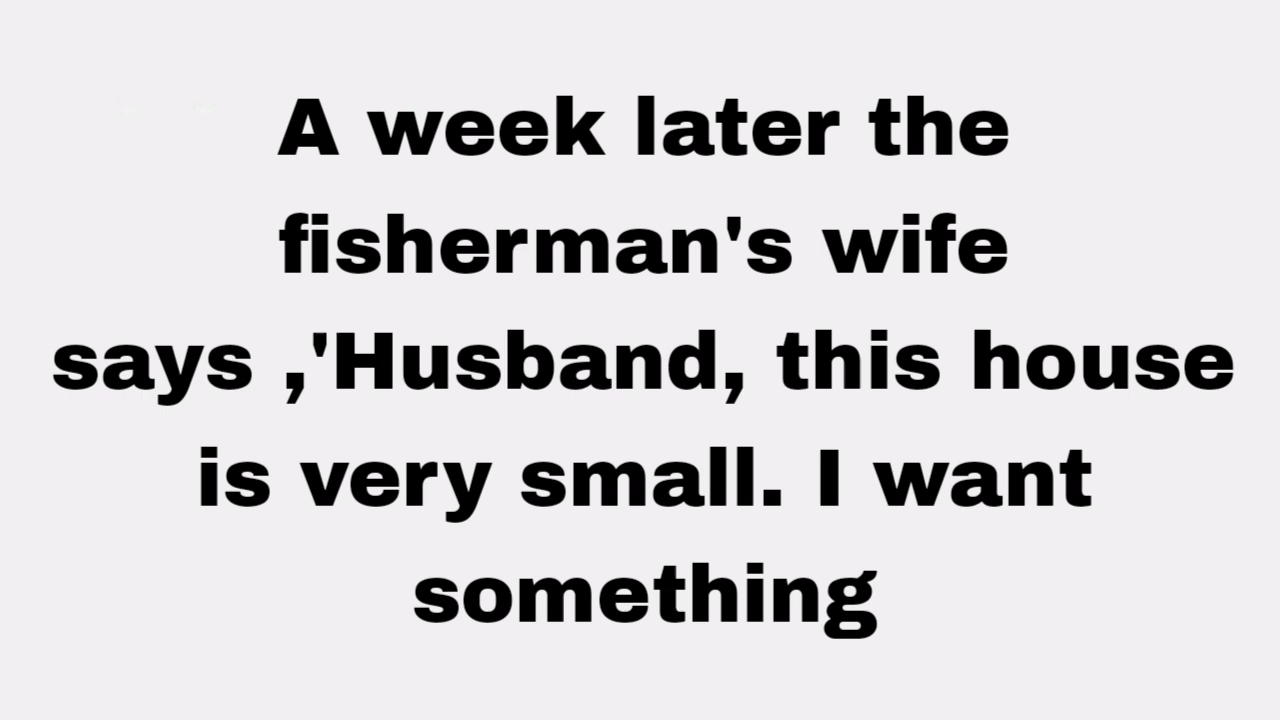 A week later the
fisherman's wife
says ,'Husband, this house
is very small. I want
something